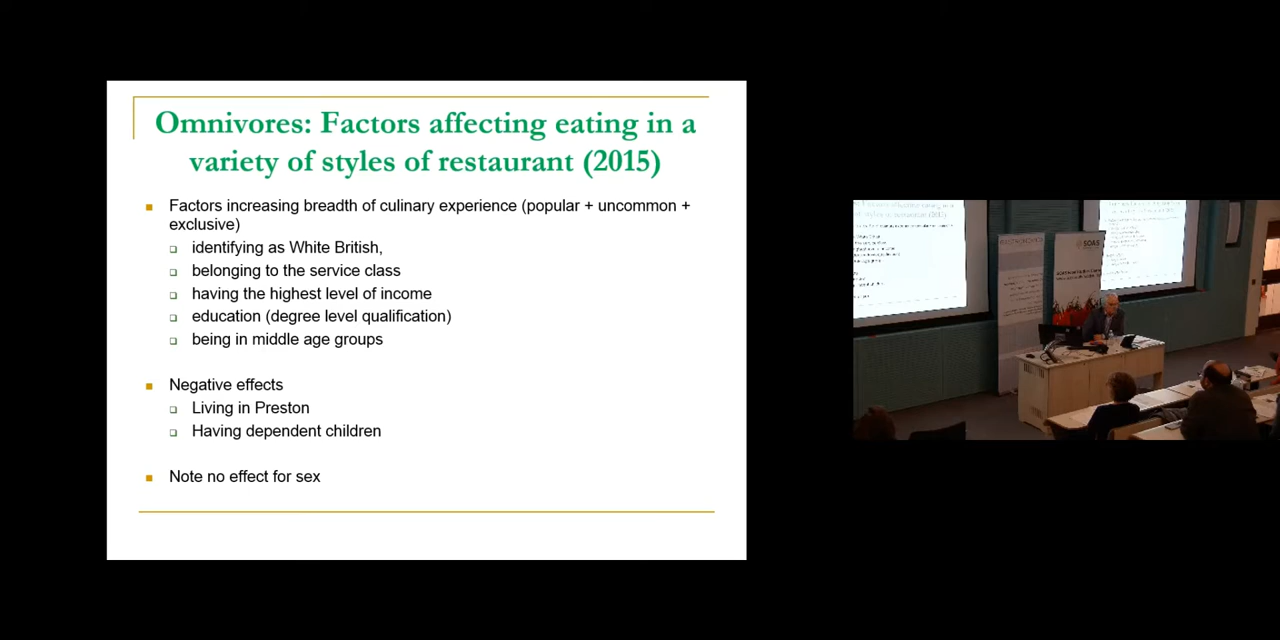 Omnivores: Factors affecting eating in a
variety of styles of restaurant (2015)
Factors increasing breadth of culinary experience (popular + uncommon +
exclusive)
identifying as White British,
belonging to the service class
having the highest level of income
education (degree level qualification)
being in middle age groups
Negative effects
Living in Preston
Having dependent children
Note no effect for sex
SOAS